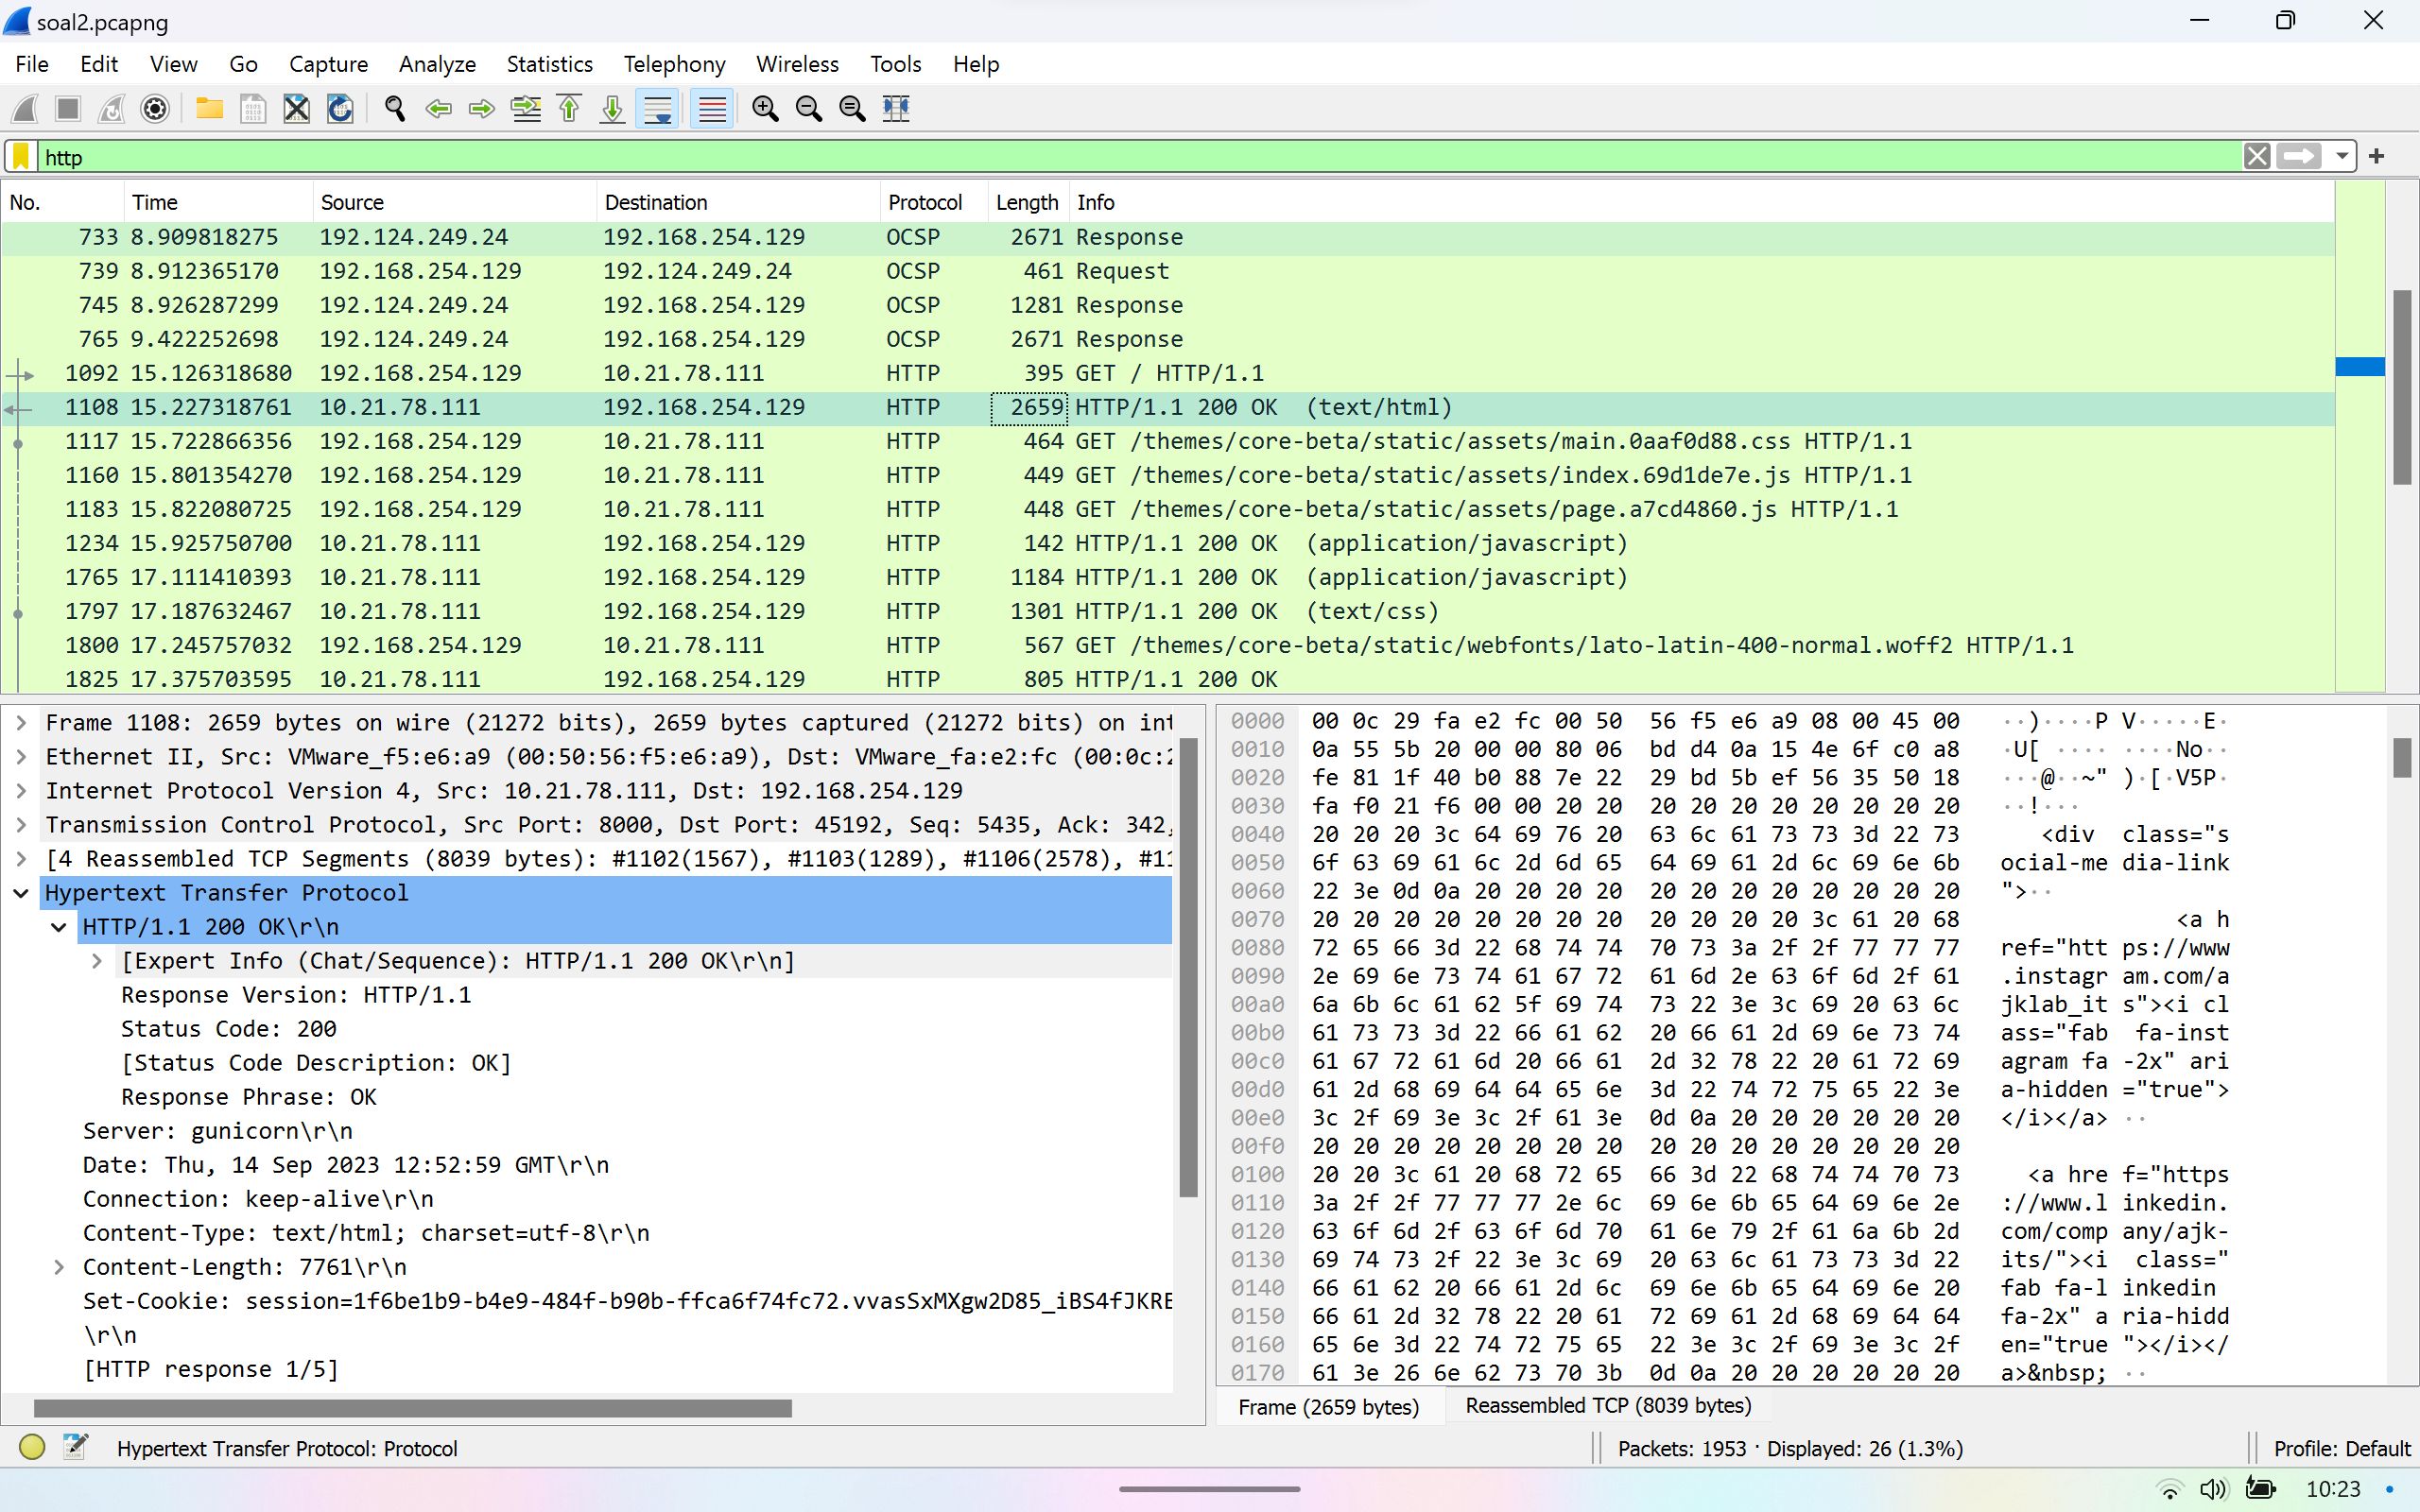 soal2.pcapng
File Edit View Go Capture Analyze Statistics Telephony Wireless Tools Help
http
No. Time Source Destination Protocol Length Info
733 8.909818275 192.124.249.24 192.168.254.129 OCSP 2671 Response
739 8.912365170 192.168.254.129 192.124.249.24 OCSP 461 Request
745 8.926287299 192.124.249.24 192.168.254.129 OCSP 1281 Response
765 9.422252698 192.124.249.24 192.168.254.129 OCSP 2671 Response
1092 15.126318680 192.168.254.129 10.21.78.111 HTTP 395 GET / HTTP/1.1
1108 15.227318761 10.21.78.111 192.168.254.129 HTTP 2659 HTTP/1.1 200 OK (text/html)
1117 15.722866356 192.168.254.129 10.21.78.111 HTTP 464 GET /themes/core-beta/static/assets/main.0aaf0d88.css HTTP/1.1
1160 15.801354270 192.168.254.129 10.21.78.111 HTTP 449 GET /themes/core-beta/static/assets/index.69d1de7e.js HTTP/1.1
1183 15.822080725 192.168.254.129 10.21.78.111 HTTP 448 GET /themes/core-beta/static/assets/page.a7cd4860.js HTTP/1.1
1234 15.925750700 10.21.78.111 192.168.254.129 HTTP 142 HTTP/1.1 200 OK (application/javascript)
1765 17.111410393 10.21.78.111 192.168.254.129 HTTP 1184 HTTP/1.1 200 OK (application/javascript)
1797 17.187632467 10.21.78.111 192.168.254.129 HTTP 1301 HTTP/1.1 200 OK (text/css)
1800 17.245757032 192.168.254.129 10.21.78.111 HTTP 567 GET /themes/core-beta/static/webfonts/lato-latin-400-normal.woff2 HTTP/1.1
1825 17.375703595 10.21.78.111 192.168.254.129 HTTP 805 HTTP/1.1 200 OK
Frame 1108: 2659 bytes on wire (21272 bits), 2659 bytes captured (21272 bits) on int
Ethernet II, Src: VMware_f5:e6:a9 (00:50:56:f5:e6:a9), Dst: VMware_fa:e2:fc (00:0c:2
Internet Protocol Version 4, Src: 10.21.78.111, Dst: 192.168.254.129
Transmission Control Protocol, Src Port: 8000, Dst Port: 45192, Seq: 5435, Ack: 342,
[4 Reassembled TCP Segments (8039 bytes): #1102(1567), #1103(1289), #1106(2578), #11
Hypertext Transfer Protocol
HTTP/1.1 200 OK\r\n
[Expert Info (Chat/Sequence): HTTP/1.1 200 OK\r\n]
Response Version: HTTP/1.1
Status Code: 200
[Status Code Description: OK]
Response Phrase: OK
Server: gunicorn\r\n
Date: Thu, 14 Sep 2023 12:52:59 GMT\r\n
Connection: keep-alive\r\n
Content-Type: text/html; charset=utf-8\r\n
Content-Length: 7761\r\n
Set-Cookie: session=1f6be1b9-b4e9-484f-b90b-ffca6f74fc72.vvasSxMXgw2D85_iBS4fJKRE
\r\n
[HTTP response 1/5]
0000 00 0c 29 fa e2 fc 00 50 56 f5 e6 a9 08 00 45 00 ··)····P V·····E·
0010 0a 55 5b 20 00 00 80 06 bd d4 0a 15 4e 6f c0 a8 ·U[ ···· ····No··
0020 fe 81 1f 40 b0 88 7e 22 29 bd 5b ef 56 35 50 18 ···@··~" )·[·V5P·
0030 fa f0 21 f6 00 00 20 20 20 20 20 20 20 20 20 20 ··!···
0040 20 20 20 3c 64 69 76 20 63 6c 61 73 73 3d 22 73 <div class="s
0050 6f 63 69 61 6c 2d 6d 65 64 69 61 2d 6c 69 6e 6b ocial-me dia-link
0060 22 3e 0d 0a 20 20 20 20 20 20 20 20 20 20 20 20 ">··
0070 20 20 20 20 20 20 20 20 20 20 20 20 3c 61 20 68 <a h
0080 72 65 66 3d 22 68 74 74 70 73 3a 2f 2f 77 77 77 ref="htt ps://www
0090 2e 69 6e 73 74 61 67 72 61 6d 2e 63 6f 6d 2f 61 .instagr am.com/a
00a0 6a 6b 6c 61 62 5f 69 74 73 22 3e 3c 69 20 63 6c jklab_it s"><i cl
00b0 61 73 73 3d 22 66 61 62 20 66 61 2d 69 6e 73 74 ass="fab fa-inst
00c0 61 67 72 61 6d 20 66 61 2d 32 78 22 20 61 72 69 agram fa -2x" ari
00d0 61 2d 68 69 64 64 65 6e 3d 22 74 72 75 65 22 3e a-hidden ="true">
00e0 3c 2f 69 3e 3c 2f 61 3e 0d 0a 20 20 20 20 20 20 </i></a> ··
00f0 20 20 20 20 20 20 20 20 20 20 20 20 20 20 20 20
0100 20 20 3c 61 20 68 72 65 66 3d 22 68 74 74 70 73 <a hre f="https
0110 3a 2f 2f 77 77 77 2e 6c 69 6e 6b 65 64 69 6e 2e ://www.l inkedin.
0120 63 6f 6d 2f 63 6f 6d 70 61 6e 79 2f 61 6a 6b 2d com/comp any/ajk-
0130 69 74 73 2f 22 3e 3c 69 20 63 6c 61 73 73 3d 22 its/"><i class="
0140 66 61 62 20 66 61 2d 6c 69 6e 6b 65 64 69 6e 20 fab fa-l inkedin
0150 66 61 2d 32 78 22 20 61 72 69 61 2d 68 69 64 64 fa-2x" a ria-hidd
0160 65 6e 3d 22 74 72 75 65 22 3e 3c 2f 69 3e 3c 2f en="true "></i></
0170 61 3e 26 6e 62 73 70 3b 0d 0a 20 20 20 20 20 20 a>&nbsp; ··
Frame (2659 bytes) Reassembled TCP (8039 bytes)
Hypertext Transfer Protocol: Protocol
Packets: 1953 · Displayed: 26 (1.3%)
Profile: Default
10:23